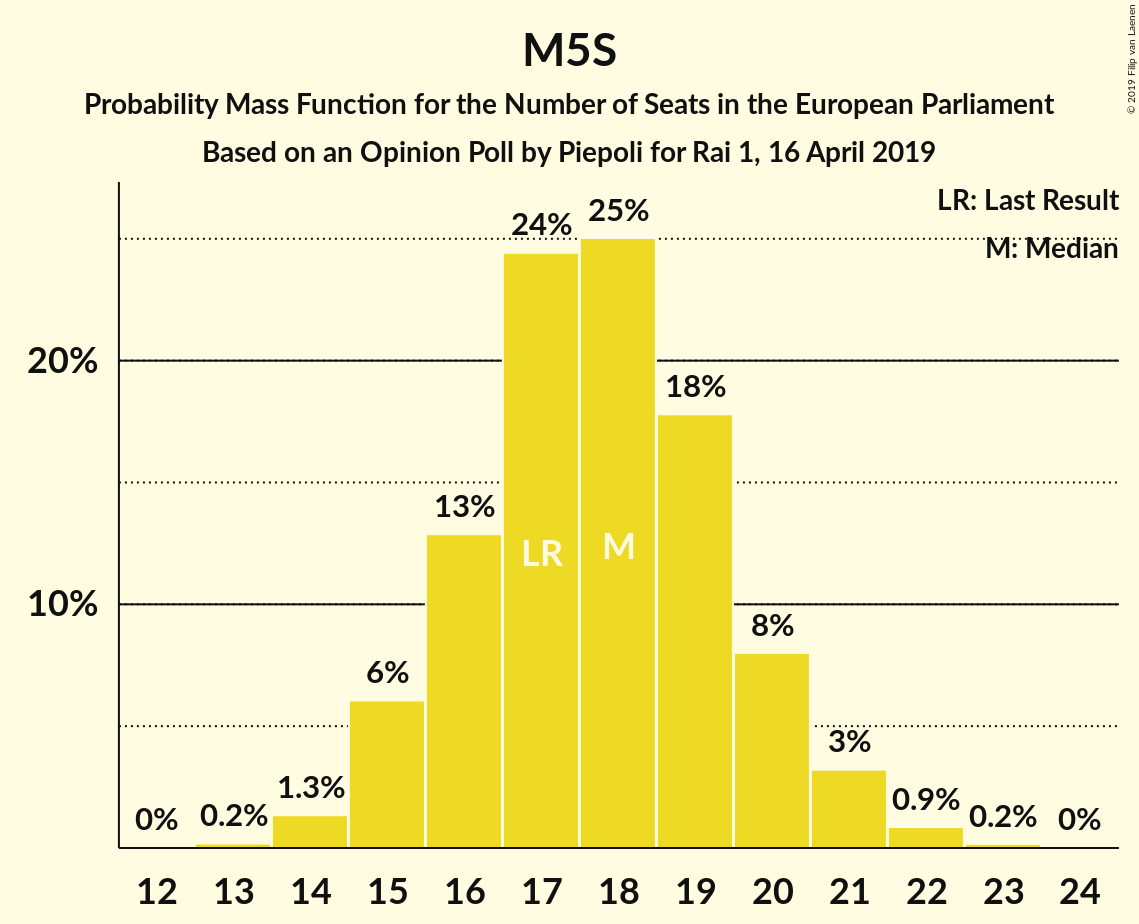 M5S
Probability Mass Function for the Number of Seats in the European Parliament
Based on an Opinion Poll by Piepoli for Rai 1, 16 April 2019
© 2019 Filip van Laenen
LR: Last Result
M: Median
20%
10%
0%
0.2%
1.3%
6%
13%
24%
25%
18%
8%
3%
0.9%
0.2%
0%
LR
M
12 13 14 15 16 17 18 19 20 21 22 23 24